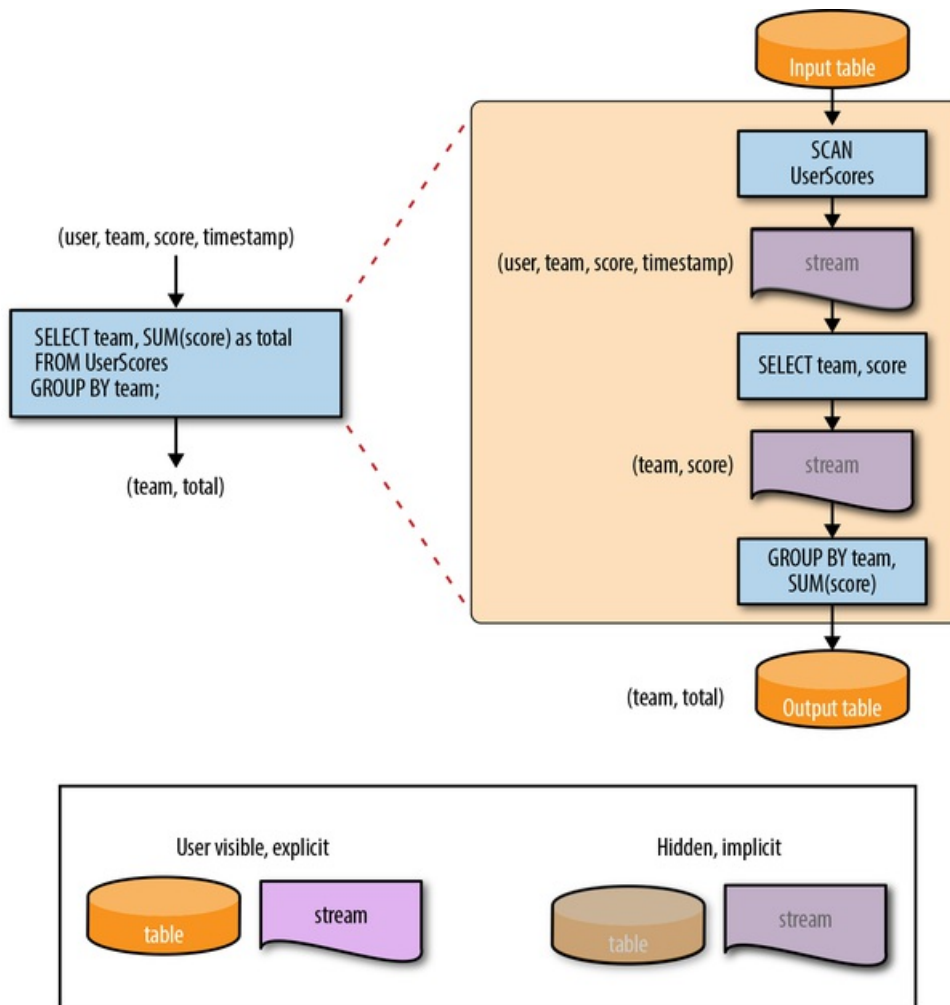 Input table
SCAN
UserScores
(user, team, score, timestamp)
(user, team, score, timestamp)
stream
SELECT team, SUM(score) as total
FROM UserScores
GROUP BY team;
SELECT team, score
(team, score)
stream
(team, total)
GROUP BY team,
SUM(score)
(team, total)
Output table
User visible, explicit
Hidden, implicit
table
stream
table
stream